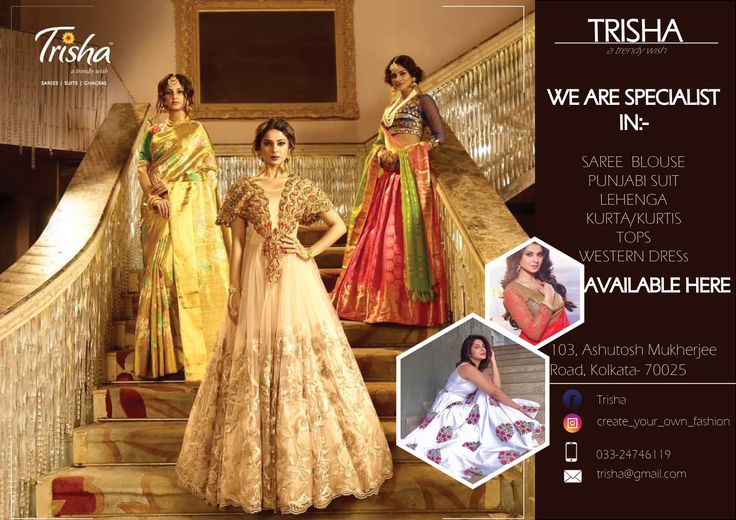 Trisha
a trendy wish
SAREES | SUITS | GHAGRAS
TRISHA
a trendy wish
WE ARE SPECIALIST
IN:-
SAREE BLOUSE
PUNJABI SUIT
LEHENGA
KURTA/KURTIS
TOPS
WESTERN DRESs
AVAILABLE HERE
103, Ashutosh Mukherjee
Road, Kolkata- 70025
Trisha
create_your_own_fashion
033-24746119
trisha@gmail.com